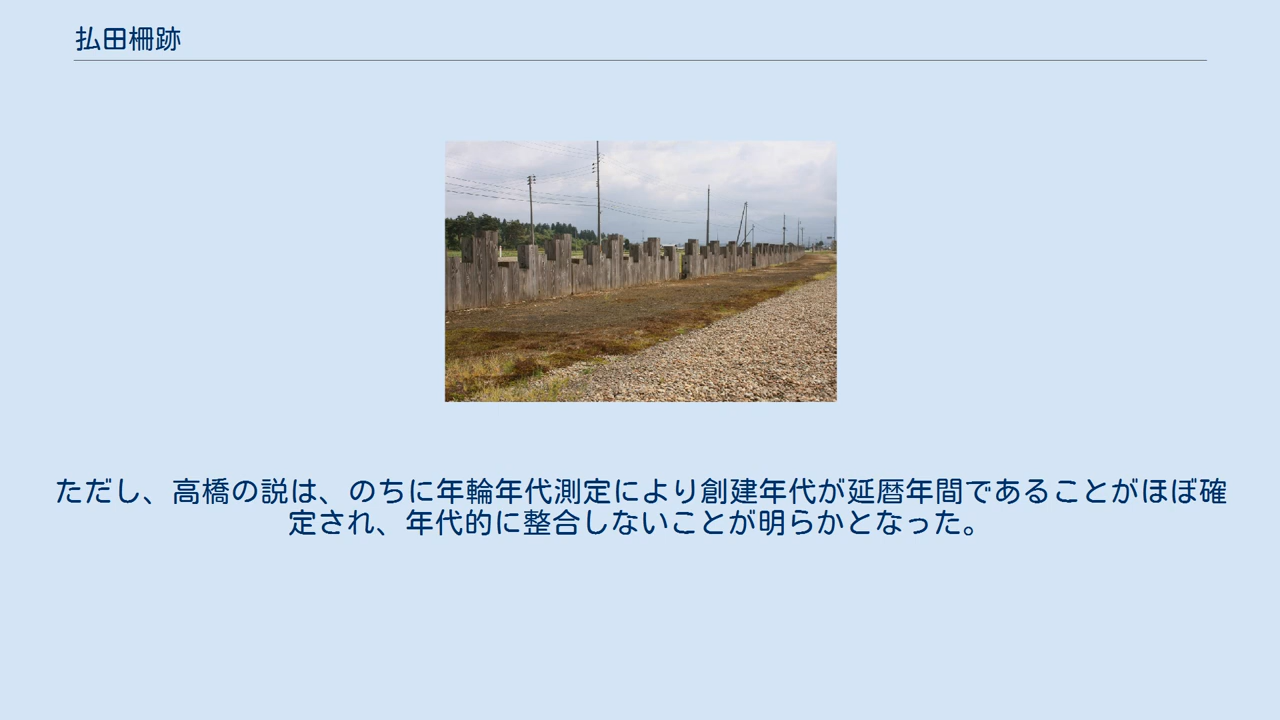 払田柵跡
ただし、高橋の説は、のちに年輪年代測定により創建年代が延暦年間であることがほぼ確
定され、年代的に整合しないことが明らかとなった。